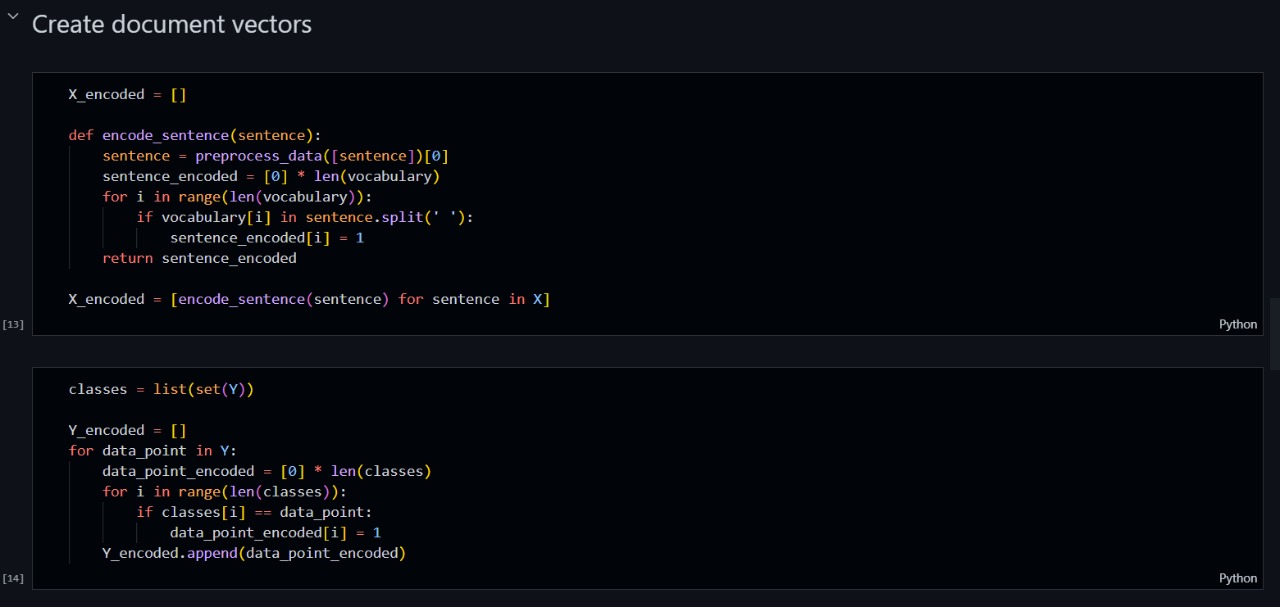 Create document vectors
X_encoded = []
def encode_sentence(sentence):
    sentence = preprocess_data([sentence])[0]
    sentence_encoded = [0] * len(vocabulary)
    for i in range(len(vocabulary)):
        if vocabulary[i] in sentence.split(' '):
            sentence_encoded[i] = 1
    return sentence_encoded
X_encoded = [encode_sentence(sentence) for sentence in X]
[13]
Python
classes = list(set(Y))
Y_encoded = []
for data_point in Y:
    data_point_encoded = [0] * len(classes)
    for i in range(len(classes)):
        if classes[i] == data_point:
            data_point_encoded[i] = 1
    Y_encoded.append(data_point_encoded)
[14]
Python